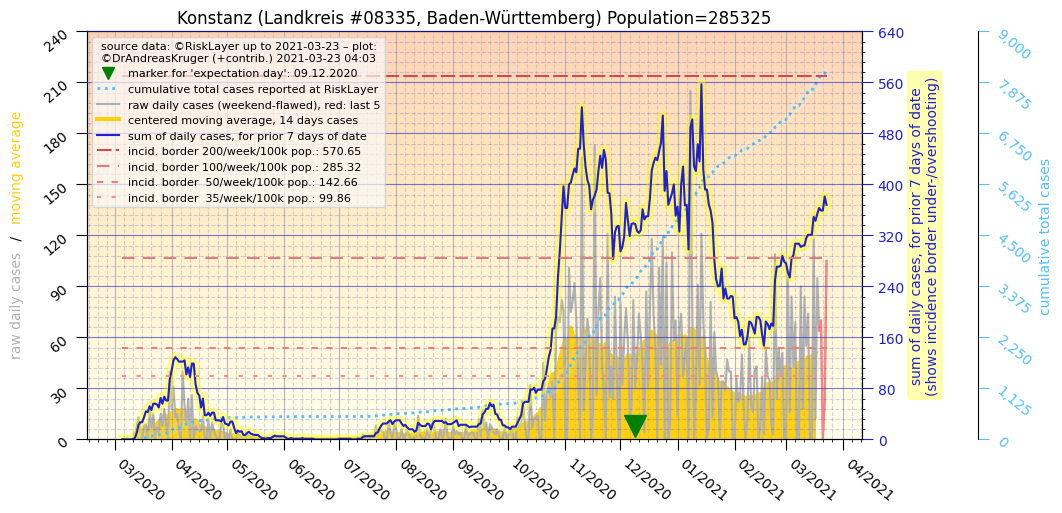 Konstanz (Landkreis #08335, Baden-Württemberg) Population=285325
source data: ©RiskLayer up to 2021-03-23 – plot:
©DrAndreasKruger (+contrib.) 2021-03-23 04:03
marker for 'expectation day': 09.12.2020
cumulative total cases reported at RiskLayer
raw daily cases (weekend-flawed), red: last 5
centered moving average, 14 days cases
sum of daily cases, for prior 7 days of date
incid. border 200/week/100k pop.: 570.65
incid. border 100/week/100k pop.: 285.32
incid. border  50/week/100k pop.: 142.66
incid. border  35/week/100k pop.: 99.86
raw daily cases   /   moving average
240
210
180
150
120
90
60
30
0
640
560
480
400
320
240
160
80
0
sum of daily cases, for prior 7 days of date
(shows incidence border under-/overshooting)
9,000
7,875
6,750
5,625
4,500
3,375
2,250
1,125
0
cumulative total cases
03/2020
04/2020
05/2020
06/2020
07/2020
08/2020
09/2020
10/2020
11/2020
12/2020
01/2021
02/2021
03/2021
04/2021